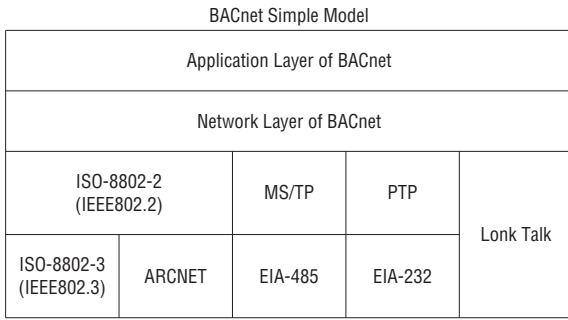 BACnet Simple Model
Application Layer of BACnet
Network Layer of BACnet
ISO-8802-2
(IEEE802.2)
MS/TP
PTP
Lonk Talk
ISO-8802-3
(IEEE802.3)
ARCNET
EIA-485
EIA-232